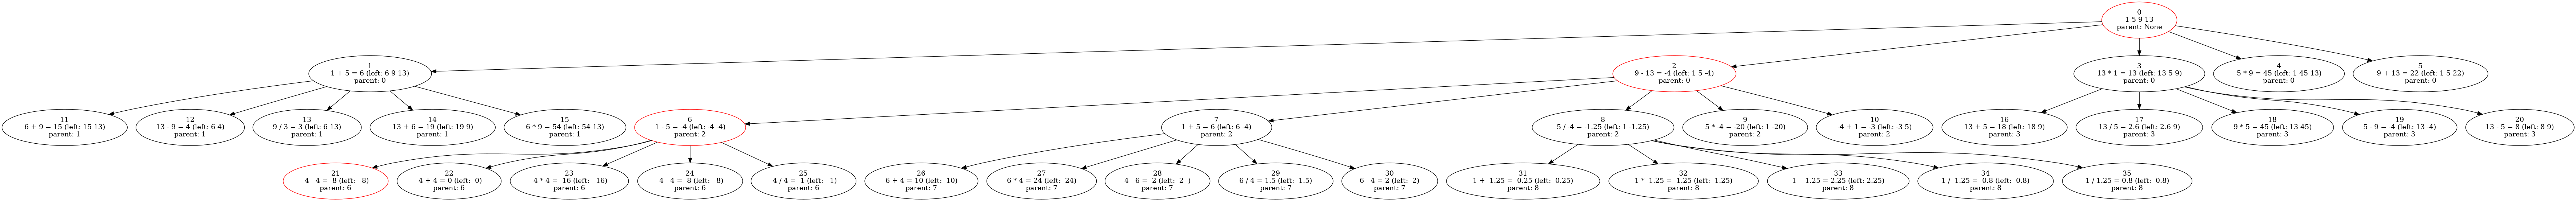 0
1 5 9 13
parent: None
1
1 + 5 = 6 (left: 6 9 13)
parent: 0
2
9 - 13 = -4 (left: 1 5 -4)
parent: 0
3
13 * 1 = 13 (left: 13 5 9)
parent: 0
4
5 * 9 = 45 (left: 1 45 13)
parent: 0
5
9 + 13 = 22 (left: 1 5 22)
parent: 0
11
6 + 9 = 15 (left: 15 13)
parent: 1
12
13 - 9 = 4 (left: 6 4)
parent: 1
13
9 / 3 = 3 (left: 6 13)
parent: 1
14
13 + 6 = 19 (left: 19 9)
parent: 1
15
6 * 9 = 54 (left: 54 13)
parent: 1
6
1 - 5 = -4 (left: -4 -4)
parent: 2
7
1 + 5 = 6 (left: 6 -4)
parent: 2
8
5 / -4 = -1.25 (left: 1 -1.25)
parent: 2
9
5 * -4 = -20 (left: 1 -20)
parent: 2
10
-4 + 1 = -3 (left: -3 5)
parent: 2
16
13 + 5 = 18 (left: 18 9)
parent: 3
17
13 / 5 = 2.6 (left: 2.6 9)
parent: 3
18
9 * 5 = 45 (left: 13 45)
parent: 3
19
5 - 9 = -4 (left: 13 -4)
parent: 3
20
13 - 5 = 8 (left: 8 9)
parent: 3
21
-4 - 4 = -8 (left: --8)
parent: 6
22
-4 + 4 = 0 (left: -0)
parent: 6
23
-4 * 4 = -16 (left: --16)
parent: 6
24
-4 - 4 = -8 (left: --8)
parent: 6
25
-4 / 4 = -1 (left: --1)
parent: 6
26
6 + 4 = 10 (left: -10)
parent: 7
27
6 * 4 = 24 (left: -24)
parent: 7
28
4 - 6 = -2 (left: -2 -)
parent: 7
29
6 / 4 = 1.5 (left: -1.5)
parent: 7
30
6 - 4 = 2 (left: -2)
parent: 7
31
1 + -1.25 = -0.25 (left: -0.25)
parent: 8
32
1 * -1.25 = -1.25 (left: -1.25)
parent: 8
33
1 - -1.25 = 2.25 (left: 2.25)
parent: 8
34
1 / -1.25 = -0.8 (left: -0.8)
parent: 8
35
1 / 1.25 = 0.8 (left: -0.8)
parent: 8